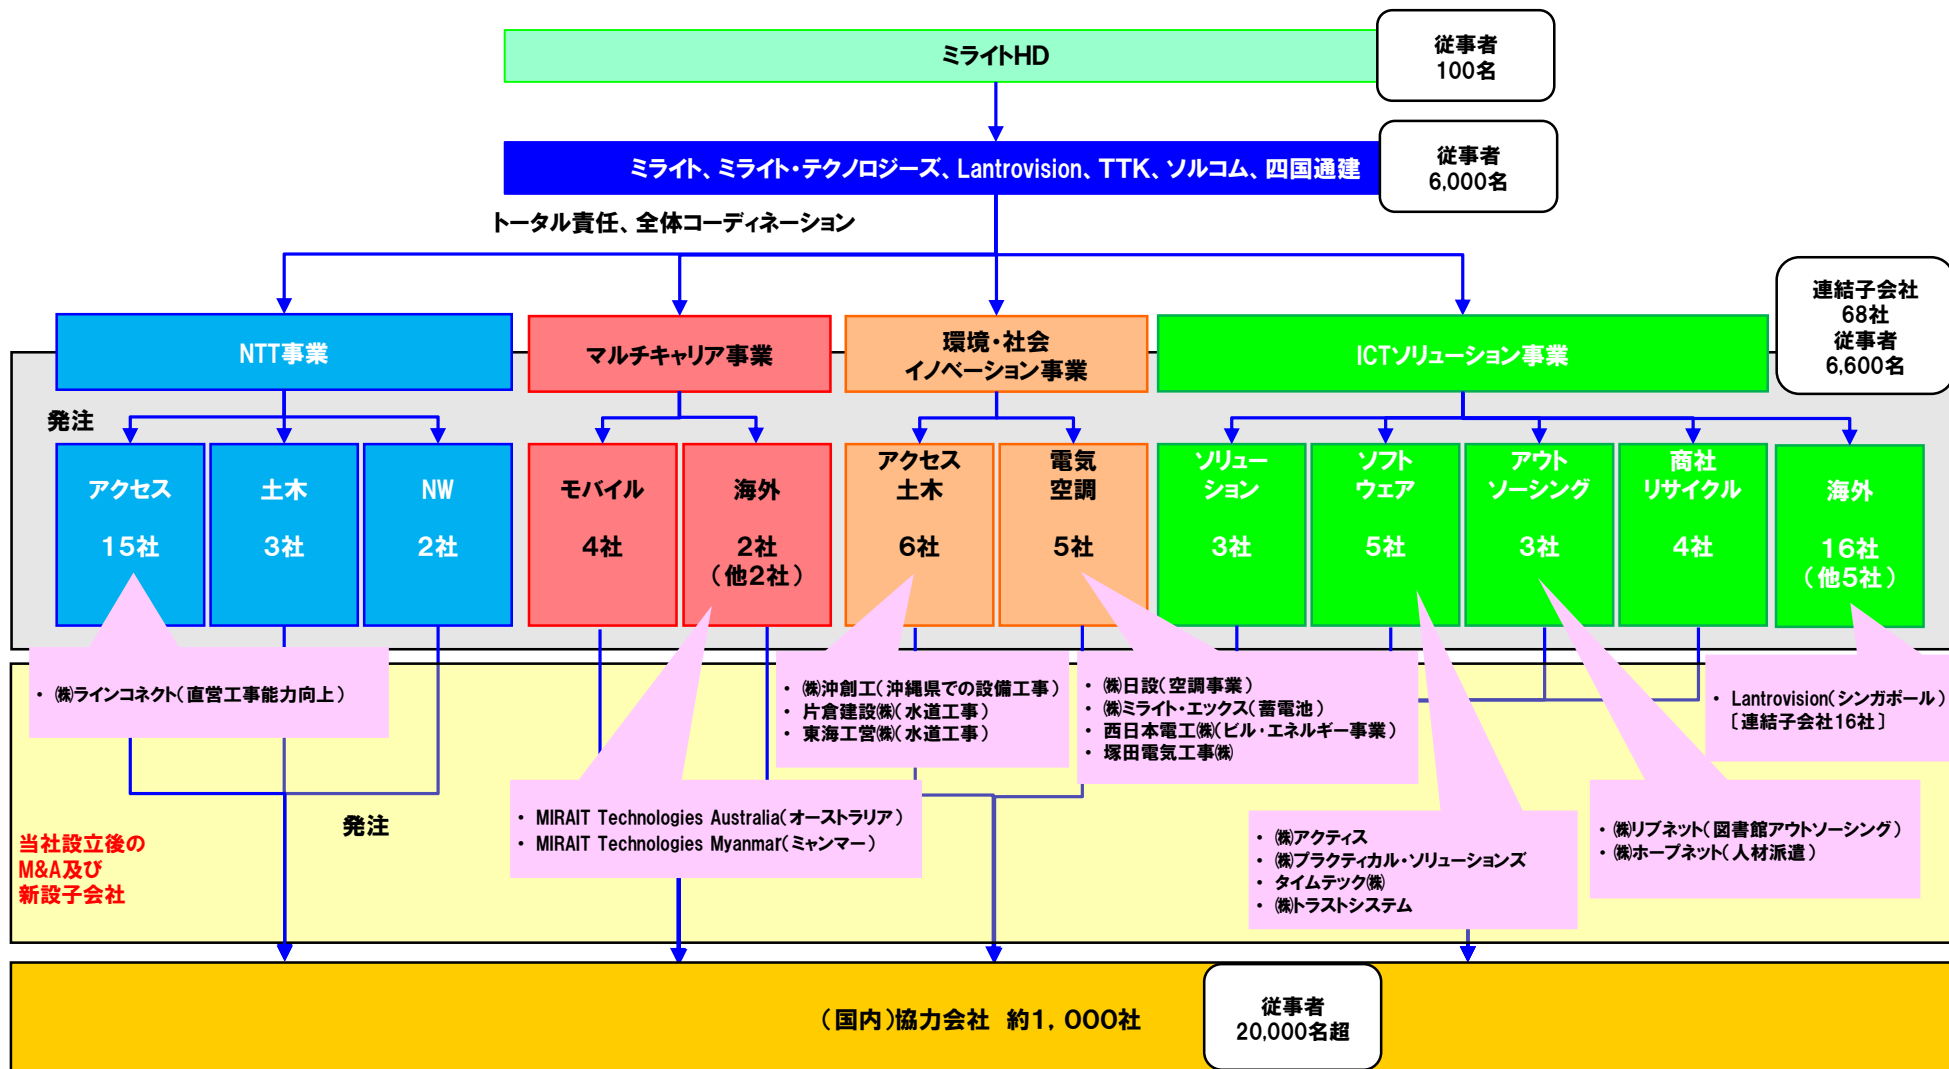 ミライトHD
従事者
100名
ミライト、ミライト・テクノロジーズ、Lantrovision、TTK、ソルコム、四国通建
従事者
6,000名
トータル責任、全体コーディネーション
連結子会社
68社
従事者
6,600名
NTT事業
マルチキャリア事業
環境・社会
イノベーション事業
ICTソリューション事業
発注
アクセス
15社
土木
3社
NW
2社
モバイル
4社
海外
2社
（他2社）
アクセス
土木
6社
電気
空調
5社
ソリュー
ション
3社
ソフト
ウェア
5社
アウト
ソーシング
3社
商社
リサイクル
4社
海外
16社
（他5社）
・ ㈱ラインコネクト（直営工事能力向上）
・ ㈱沖創工（沖縄県での設備工事）
・ 片倉建設㈱（水道工事）
・ 東海工営㈱（水道工事）
・ ㈱日設（空調事業）
・ ㈱ミライト・エックス（蓄電池）
・ 西日本電工㈱（ビル・エネルギー事業）
・ 塚田電気工事㈱
・ Lantrovision（シンガポール）
［連結子会社16社］
・ MIRAIT Technologies Australia（オーストラリア）
・ MIRAIT Technologies Myanmar（ミャンマー）
・ ㈱アクティス
・ ㈱プラクティカル・ソリューションズ
・ タイムテック㈱
・ ㈱トラストシステム
・ ㈱リブネット（図書館アウトソーシング）
・ ㈱ホープネット（人材派遣）
発注
当社設立後の
M&A及び
新設子会社
（国内）協力会社 約1，000社
従事者
20,000名超